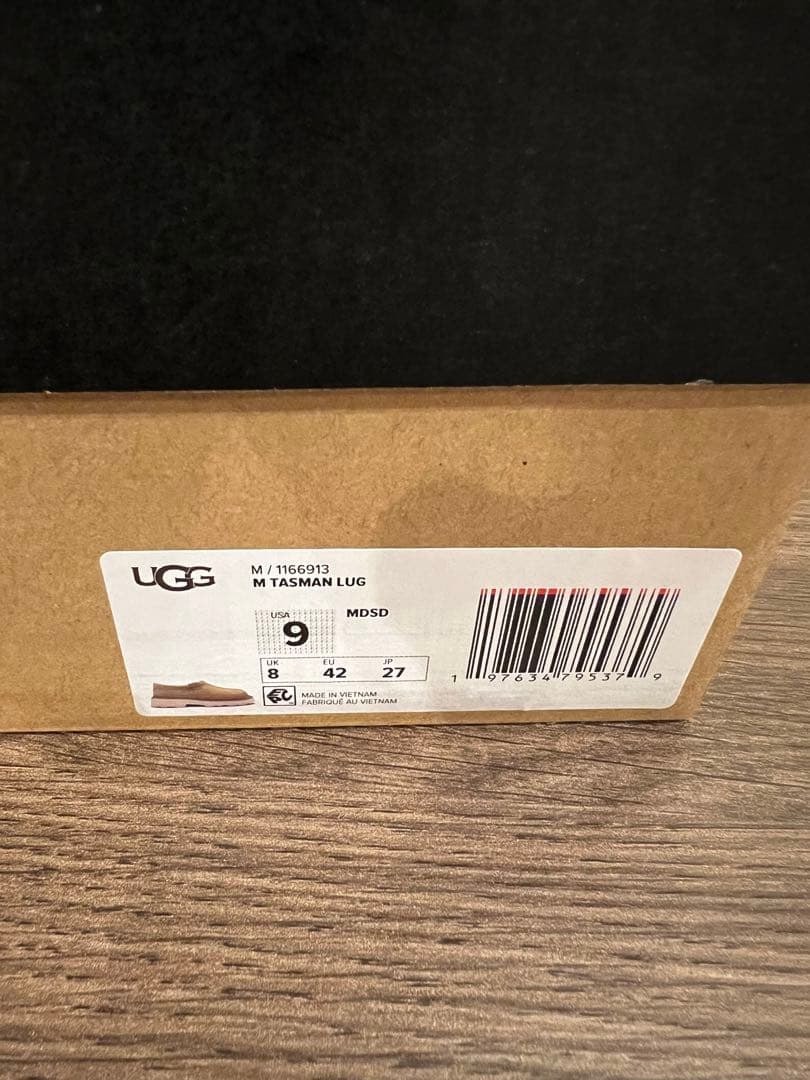 UGG
M / 1166913
M TASMAN LUG
USA
9
MDSD
UK EU JP
8 42 27
MADE IN VIETNAM
FABRIQUÉ AU VIETNAM
1 97634 79537 9